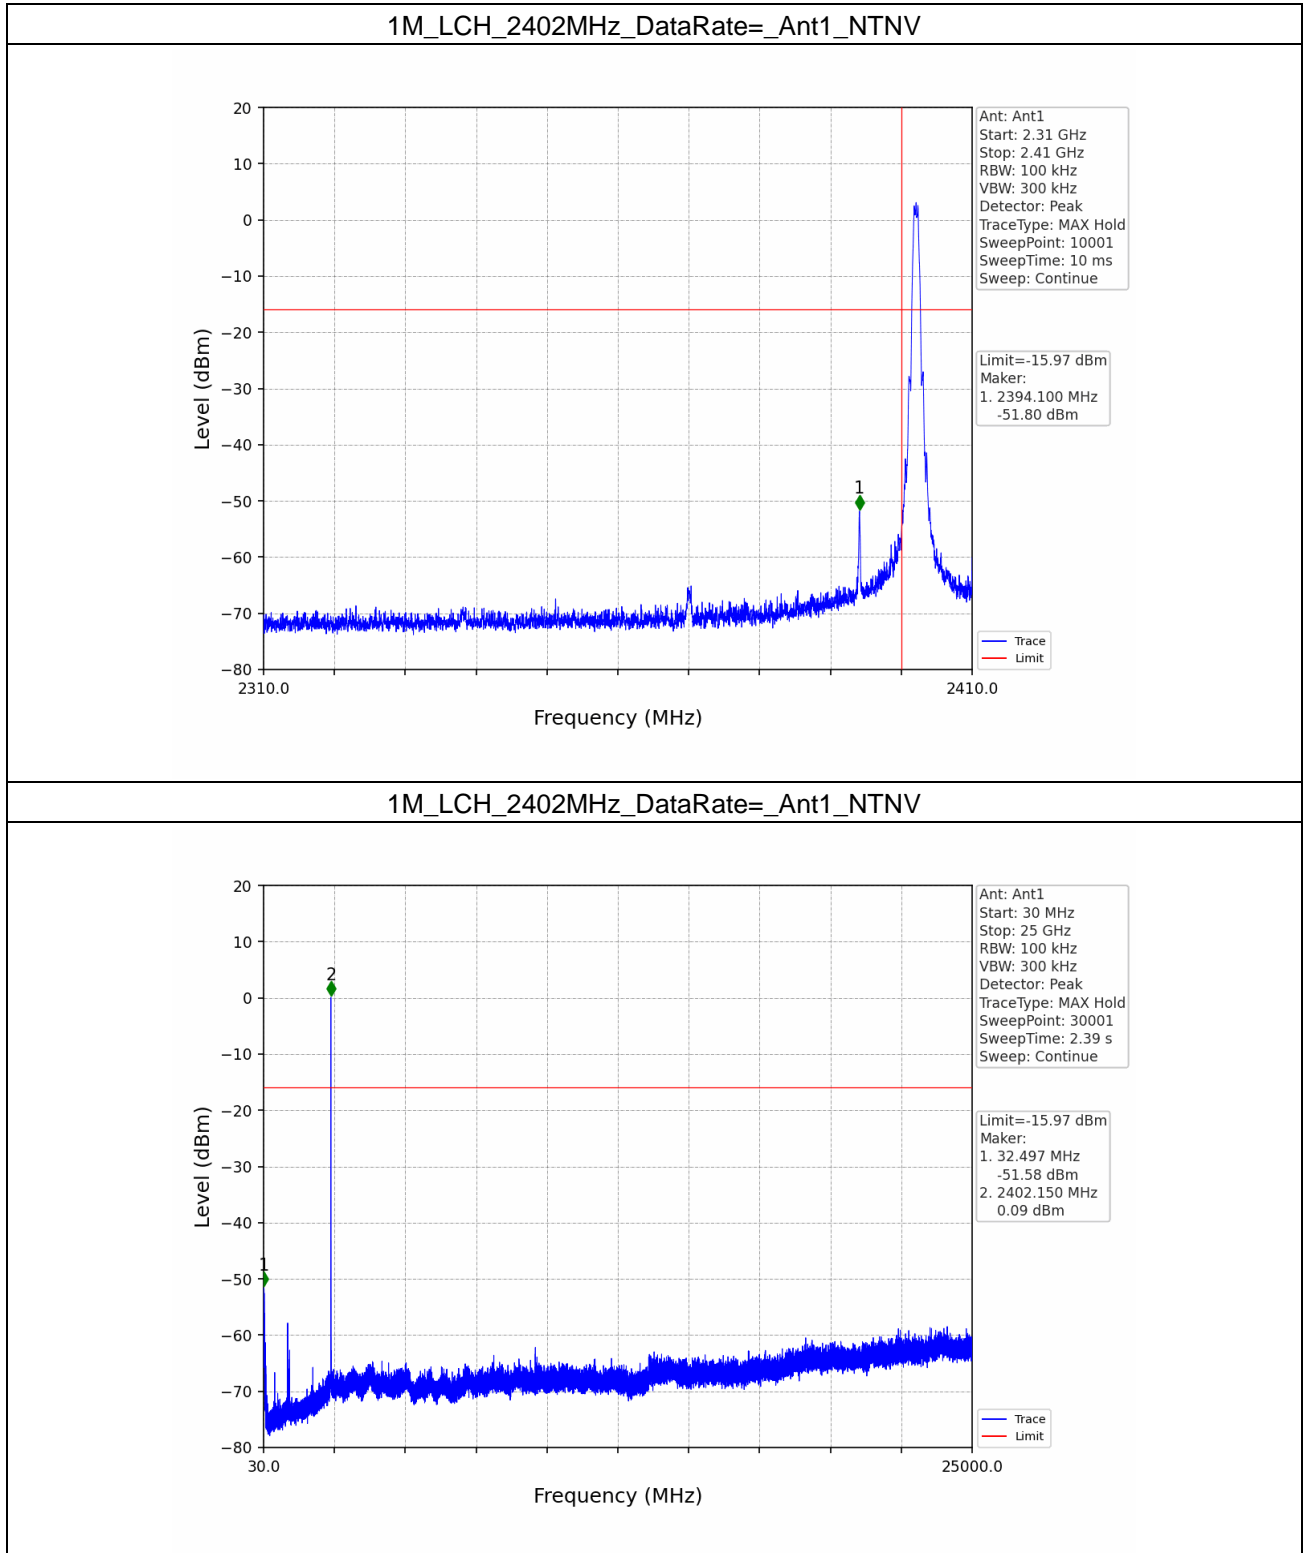 1M_LCH_2402MHz_DataRate=_Ant1_NTNV
20
10
0
−10
−20
−30
−40
−50
−60
−70
−80
Level (dBm)
1
2310.0
2410.0
Frequency (MHz)
Ant: Ant1
Start: 2.31 GHz
Stop: 2.41 GHz
RBW: 100 kHz
VBW: 300 kHz
Detector: Peak
TraceType: MAX Hold
SweepPoint: 10001
SweepTime: 10 ms
Sweep: Continue
Limit=-15.97 dBm
Maker:
1. 2394.100 MHz
-51.80 dBm
Trace
Limit
1M_LCH_2402MHz_DataRate=_Ant1_NTNV
20
10
0
−10
−20
−30
−40
−50
−60
−70
−80
Level (dBm)
2
1
30.0
25000.0
Frequency (MHz)
Ant: Ant1
Start: 30 MHz
Stop: 25 GHz
RBW: 100 kHz
VBW: 300 kHz
Detector: Peak
TraceType: MAX Hold
SweepPoint: 30001
SweepTime: 2.39 s
Sweep: Continue
Limit=-15.97 dBm
Maker:
1. 32.497 MHz
-51.58 dBm
2. 2402.150 MHz
0.09 dBm
Trace
Limit